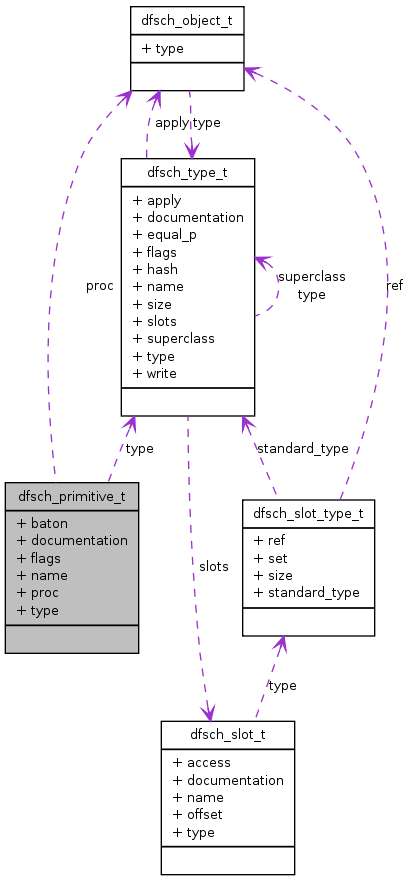 dfsch_object_t
+ type
apply type
dfsch_type_t
+ apply
+ documentation
+ equal_p
+ flags
+ hash
+ name
+ size
+ slots
+ superclass
+ type
+ write
superclass
type
proc
ref
type
standard_type
dfsch_primitive_t
+ baton
+ documentation
+ flags
+ name
+ proc
+ type
slots
dfsch_slot_type_t
+ ref
+ set
+ size
+ standard_type
type
dfsch_slot_t
+ access
+ documentation
+ name
+ offset
+ type